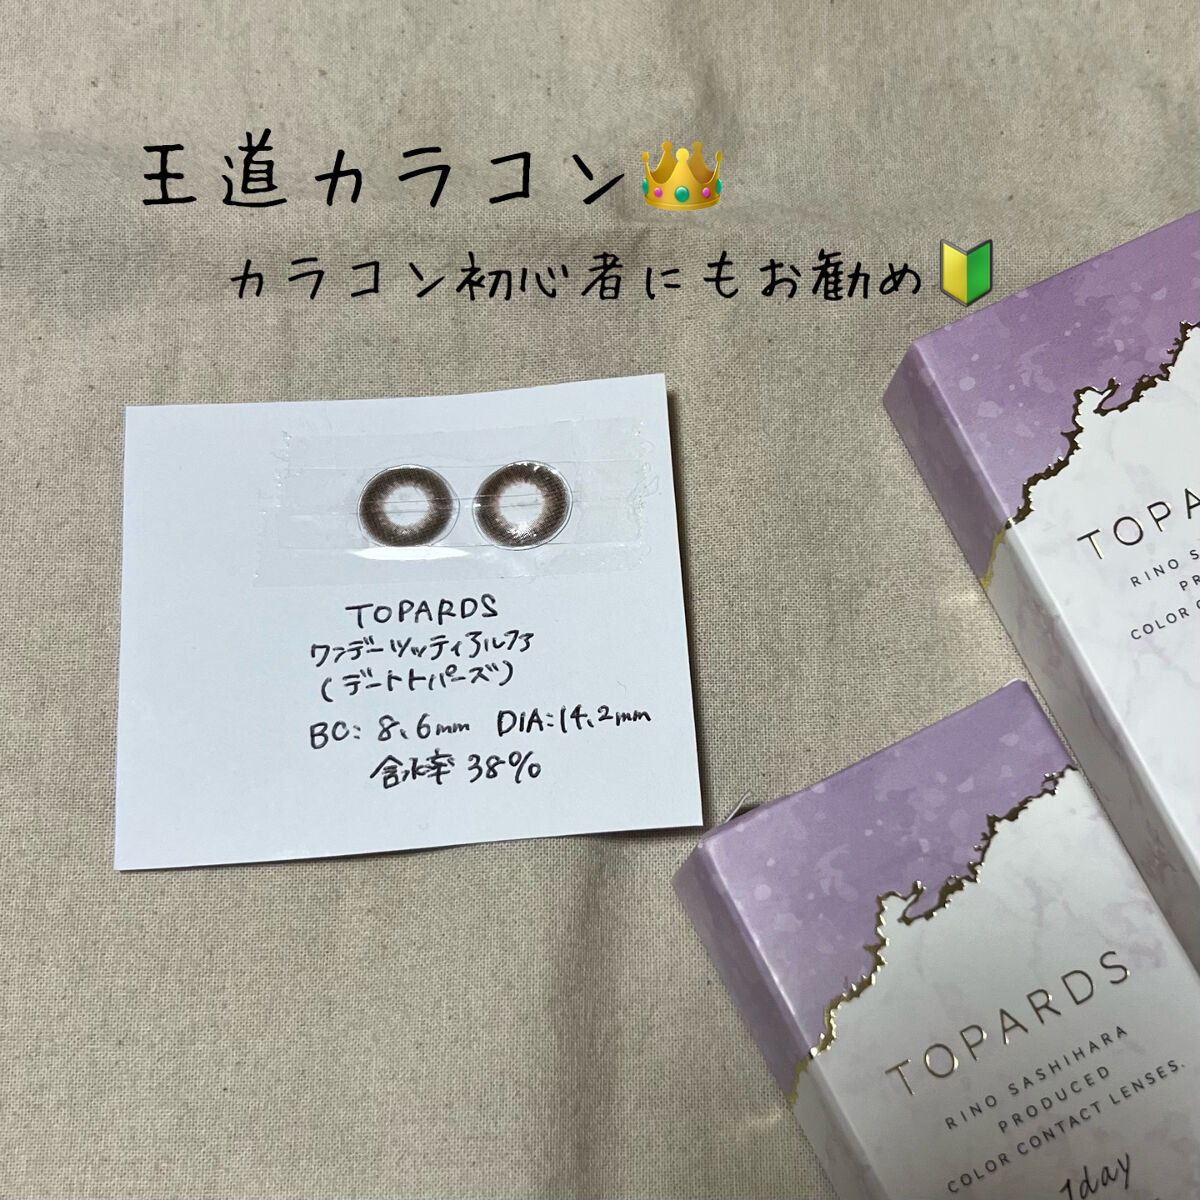 王道カラコン👑
カラコン初心者にもお勧め🔰
TOPARDS
ワンデーツッティアルファ
(デートトパーズ)
BC: 8.6mm DIA:14.2mm
含水率 38%
TOPA
RINO S
PR
COLOR C
TOPARDS
RINO SASHIHARA
PRODUCED
COLOR CONTACT LENSES.
1day